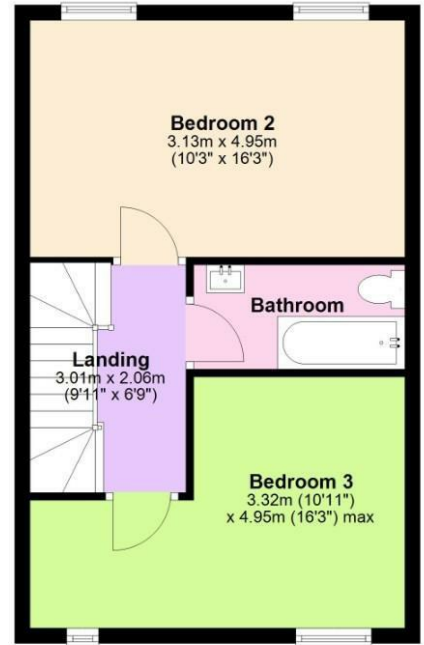 Bedroom 2
3.13m x 4.95m
(10'3" x 16'3")
Bathroom
Landing
3.01m x 2.06m
(9'11" x 6'9")
Bedroom 3
3.32m (10'11")
x 4.95m (16'3") max